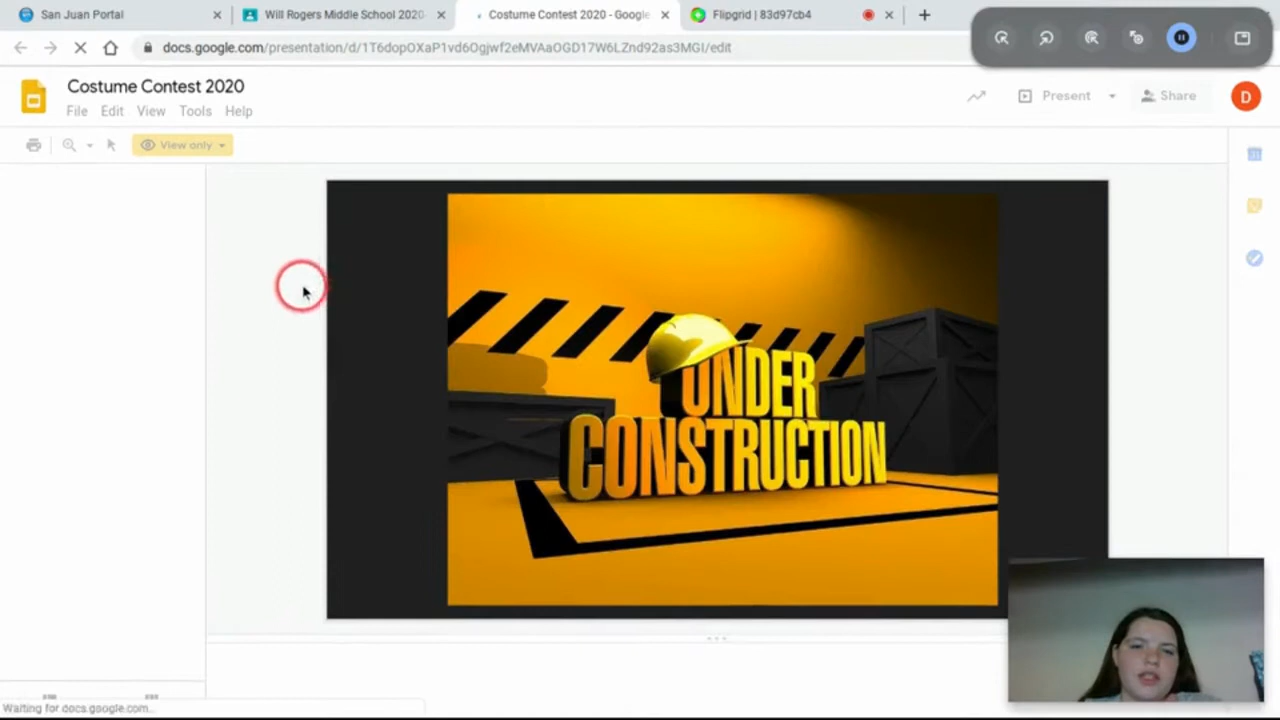 San Juan Portal
Will Rogers Middle School 2020-
Costume Contest 2020 - Google
Flipgrid | 83d97cb4
docs.google.com/presentation/d/1T6dopOXaP1vd6Ogjwf2eMVAaOGD17W6LZnd92as3MGI/edit
Costume Contest 2020
File Edit View Tools Help
Present
Share
D
View only
UNDER
CONSTRUCTION
Waiting for docs.google.com...